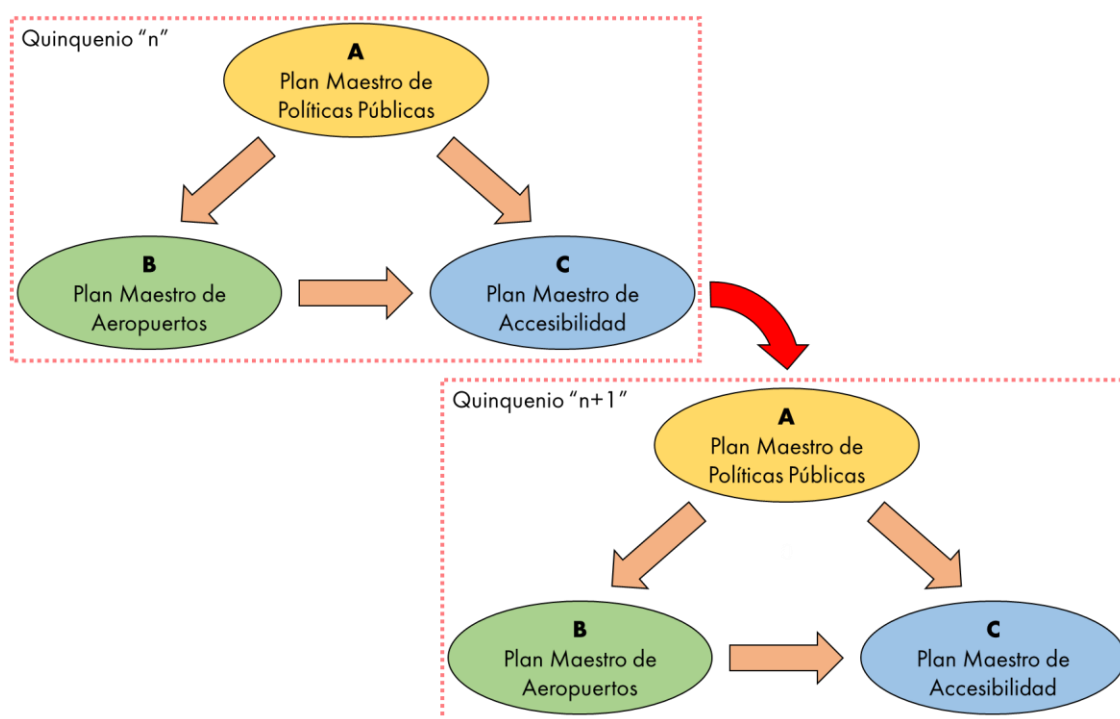 Quinquenio “n”
A
Plan Maestro de
Políticas Públicas
B
Plan Maestro de
Aeropuertos
C
Plan Maestro de
Accesibilidad
Quinquenio “n+1”
A
Plan Maestro de
Políticas Públicas
B
Plan Maestro de
Aeropuertos
C
Plan Maestro de
Accesibilidad